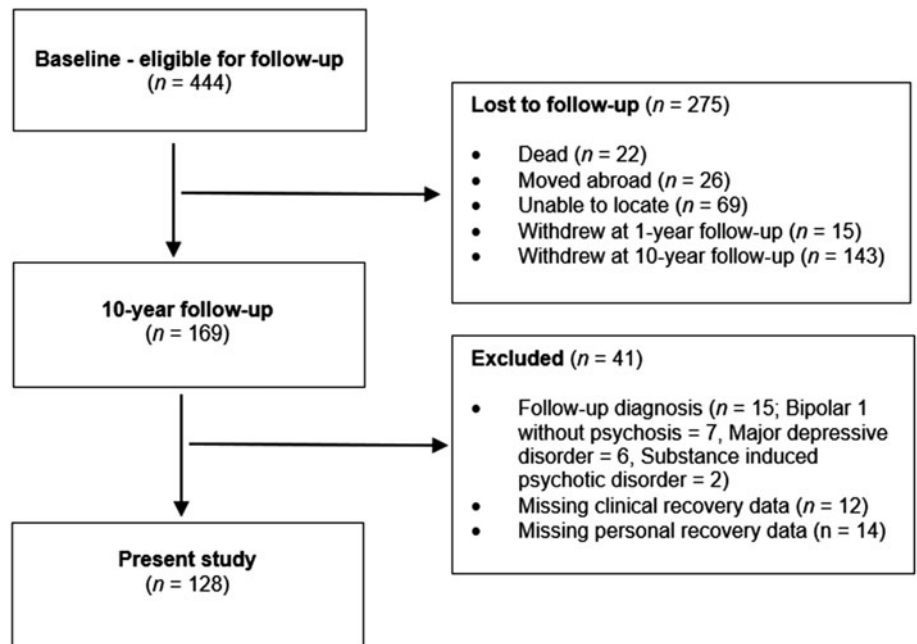 Baseline - eligible for follow-up
(n = 444)
Lost to follow-up (n = 275)
• Dead (n = 22)
• Moved abroad (n = 26)
• Unable to locate (n = 69)
• Withdrew at 1-year follow-up (n = 15)
• Withdrew at 10-year follow-up (n = 143)
10-year follow-up
(n = 169)
Excluded (n = 41)
• Follow-up diagnosis (n = 15; Bipolar 1
without psychosis = 7, Major depressive
disorder = 6, Substance induced
psychotic disorder = 2)
• Missing clinical recovery data (n = 12)
• Missing personal recovery data (n = 14)
Present study
(n = 128)